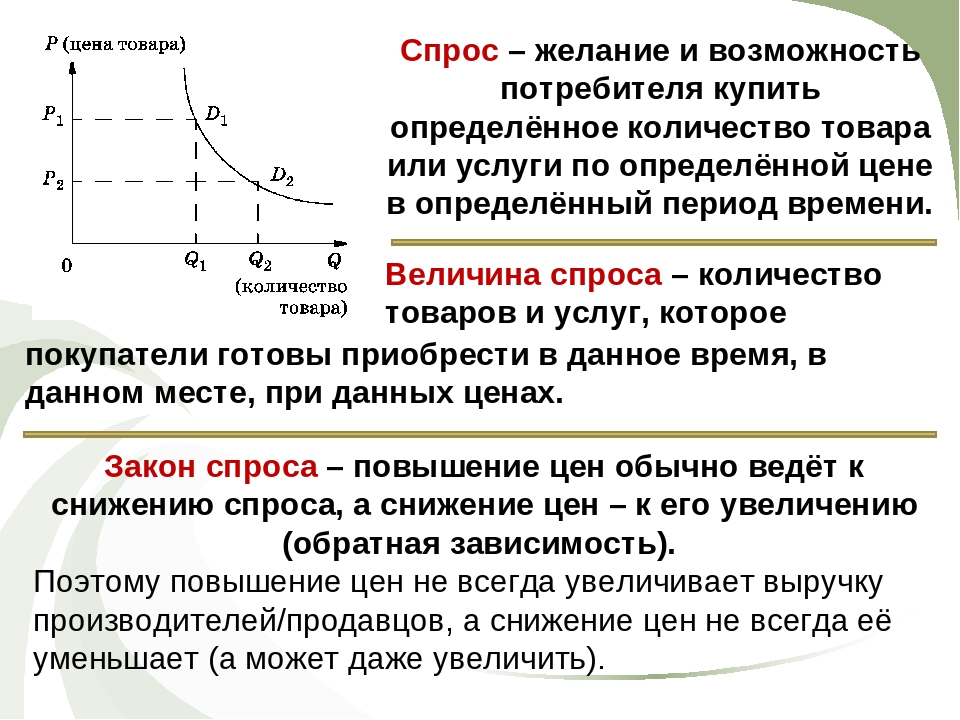 P (цена товара)
P1
D1
P2
D2
0
Q1
Q2
Q
(количество
товара)
Спрос – желание и возможность
потребителя купить
определённое количество товара
или услуги по определённой цене
в определённый период времени.
Величина спроса – количество
товаров и услуг, которое
покупатели готовы приобрести в данное время, в
данном месте, при данных ценах.
Закон спроса – повышение цен обычно ведёт к
снижению спроса, а снижение цен – к его увеличению
(обратная зависимость).
Поэтому повышение цен не всегда увеличивает выручку
производителей/продавцов, а снижение цен не всегда её
уменьшает (а может даже увеличить).